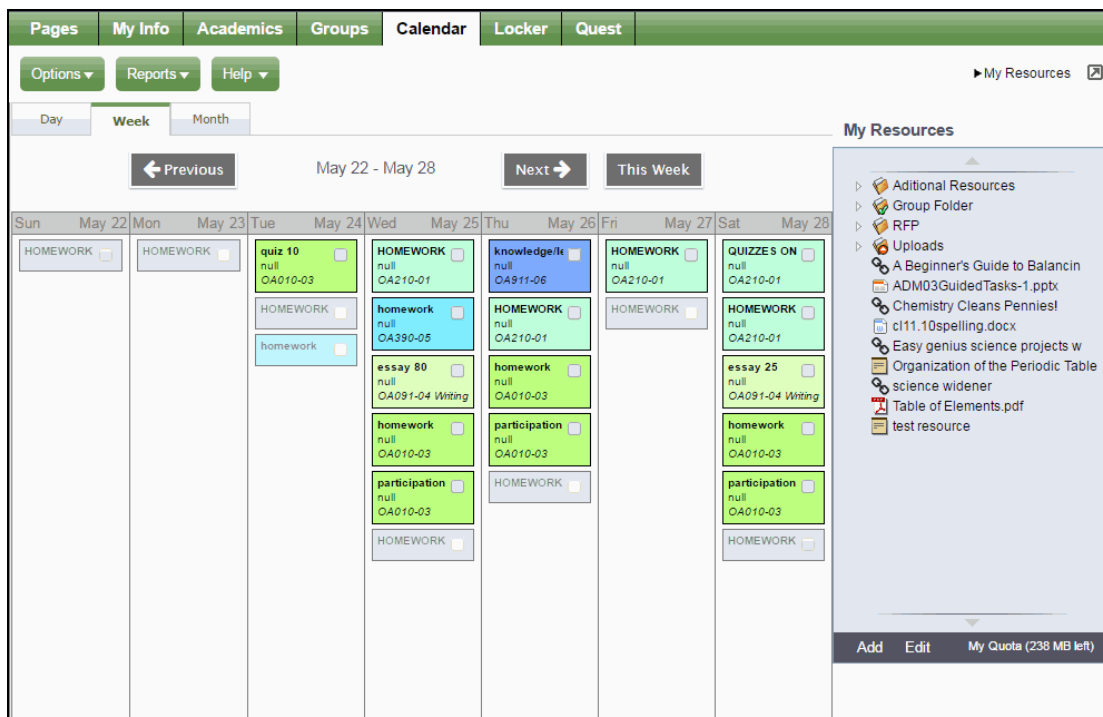 Pages My Info Academics Groups Calendar Locker Quest
Options Reports Help My Resources
Day Week Month
My Resources
Previous May 22 - May 28 Next This Week
Sun May 22 Mon May 23 Tue May 24 Wed May 25 Thu May 26 Fri May 27 Sat May 28
HOMEWORK
HOMEWORK
quiz 10
null
OA010-03
HOMEWORK
homework
HOMEWORK
null
OA210-01
homework
null
OA390-05
essay 80
null
OA091-04 Writing
homework
null
OA010-03
participation
null
OA010-03
HOMEWORK
knowledge/le
null
OA911-06
HOMEWORK
null
OA210-01
homework
null
OA010-03
participation
null
OA010-03
HOMEWORK
HOMEWORK
null
OA210-01
HOMEWORK
QUIZZES ON
null
OA210-01
HOMEWORK
null
OA210-01
essay 25
null
OA091-04 Writing
homework
null
OA010-03
participation
null
OA010-03
HOMEWORK
Aditional Resources
Group Folder
RFP
Uploads
A Beginner's Guide to Balancin
ADM03GuidedTasks-1.pptx
Chemistry Cleans Pennies!
cl11.10spelling.docx
Easy genius science projects w
Organization of the Periodic Table
science widener
Table of Elements.pdf
test resource
Add Edit My Quota (238 MB left)